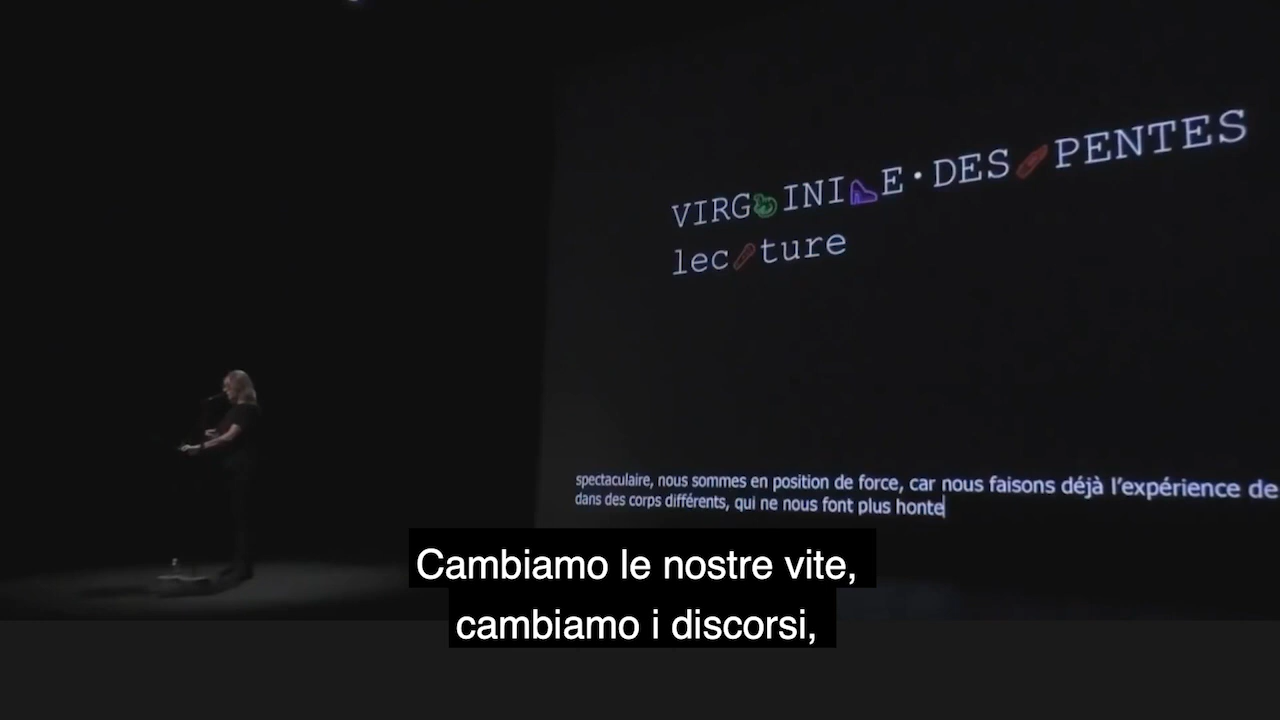 VIRGINIE·DESPENTES
lecture
spectaculaire, nous sommes en position de force, car nous faisons déjà l'expérience de
dans des corps différents, qui ne nous font plus honte
Cambiamo le nostre vite,
cambiamo i discorsi,